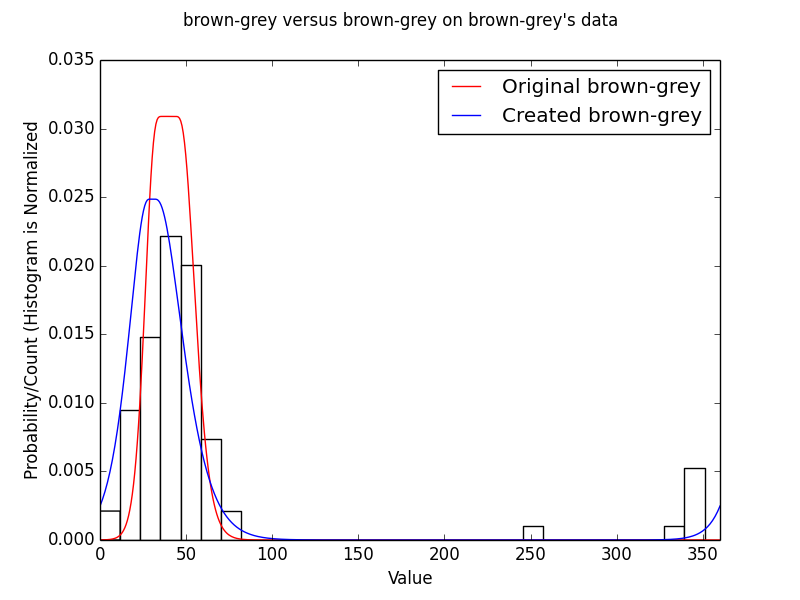 brown-grey versus brown-grey on brown-grey's data
Original brown-grey
Created brown-grey
Probability/Count (Histogram is Normalized
0.035
0.030
0.025
0.020
0.015
0.010
0.005
0.000
0 50 100 150 200 250 300 350
Value